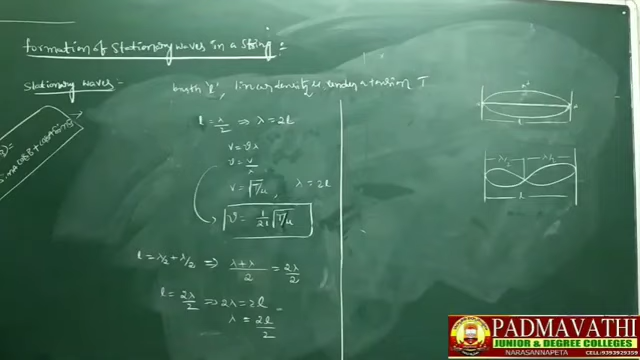 formation of stationary waves in a string :-
stationary waves :-
length 'l', linear density μ under a tension T
l = λ/2 ⇒ λ = 2l
v = νλ
ν = v/λ
v = √T/μ , λ = 2l
ν = 1/2l √T/μ
l = λ/2 + λ/2 ⇒ λ+λ/2 = 2λ/2
l = 2λ/2 ⇒ 2λ = 2l
λ = 2l/2 =
l
λ/2 λ/2
l
PADMAVATHI
JUNIOR & DEGREE COLLEGES
NARASANNAPETA